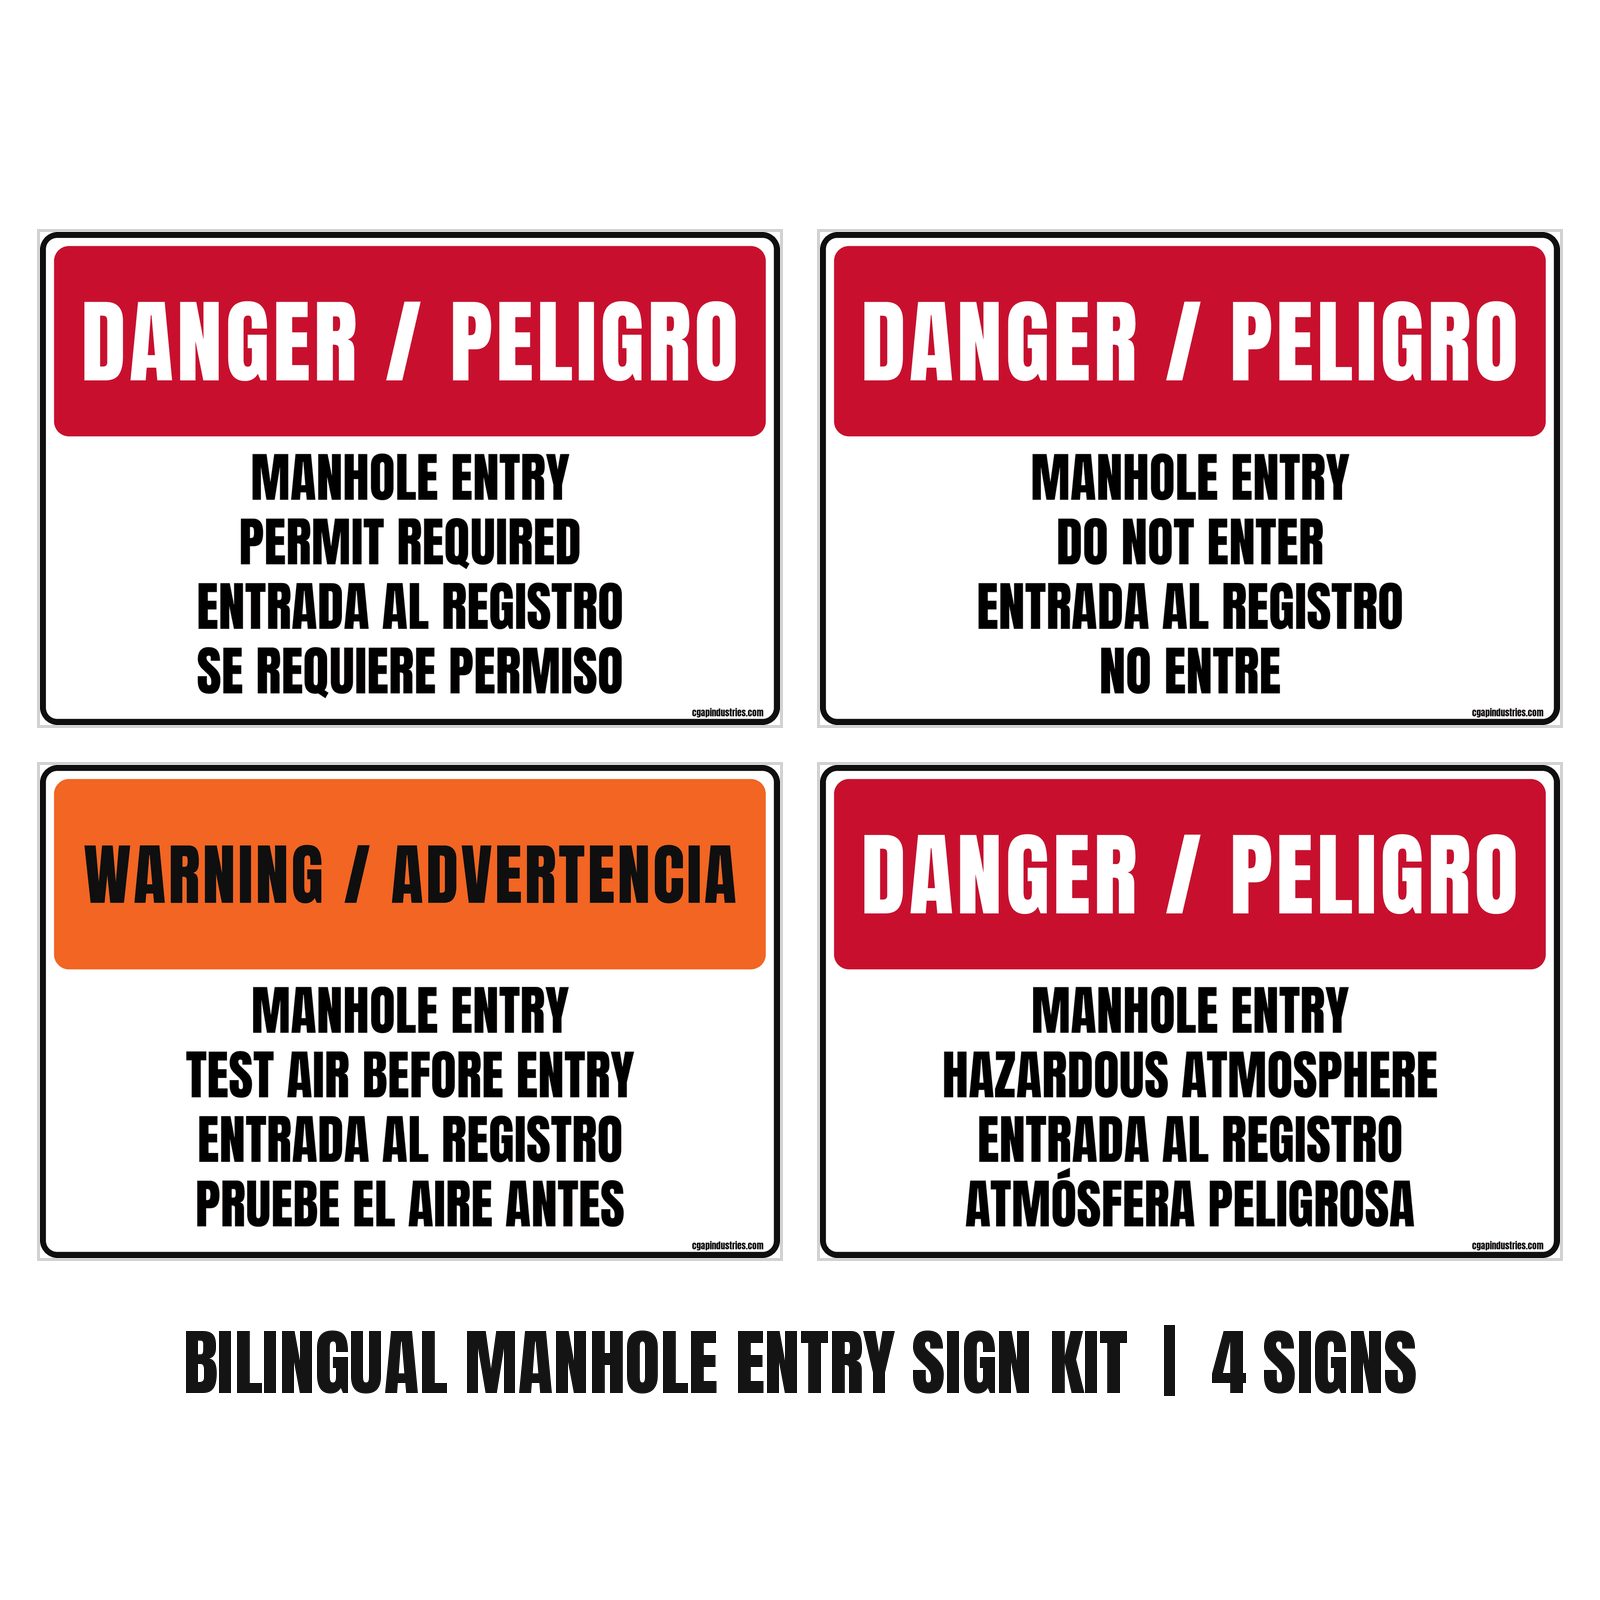 DANGER / PELIGRO
MANHOLE ENTRY
PERMIT REQUIRED
ENTRADA AL REGISTRO
SE REQUIERE PERMISO
cgapindustries.com
DANGER / PELIGRO
MANHOLE ENTRY
DO NOT ENTER
ENTRADA AL REGISTRO
NO ENTRE
cgapindustries.com
WARNING / ADVERTENCIA
MANHOLE ENTRY
TEST AIR BEFORE ENTRY
ENTRADA AL REGISTRO
PRUEBE EL AIRE ANTES
cgapindustries.com
DANGER / PELIGRO
MANHOLE ENTRY
HAZARDOUS ATMOSPHERE
ENTRADA AL REGISTRO
ATMÓSFERA PELIGROSA
cgapindustries.com
BILINGUAL MANHOLE ENTRY SIGN KIT | 4 SIGNS